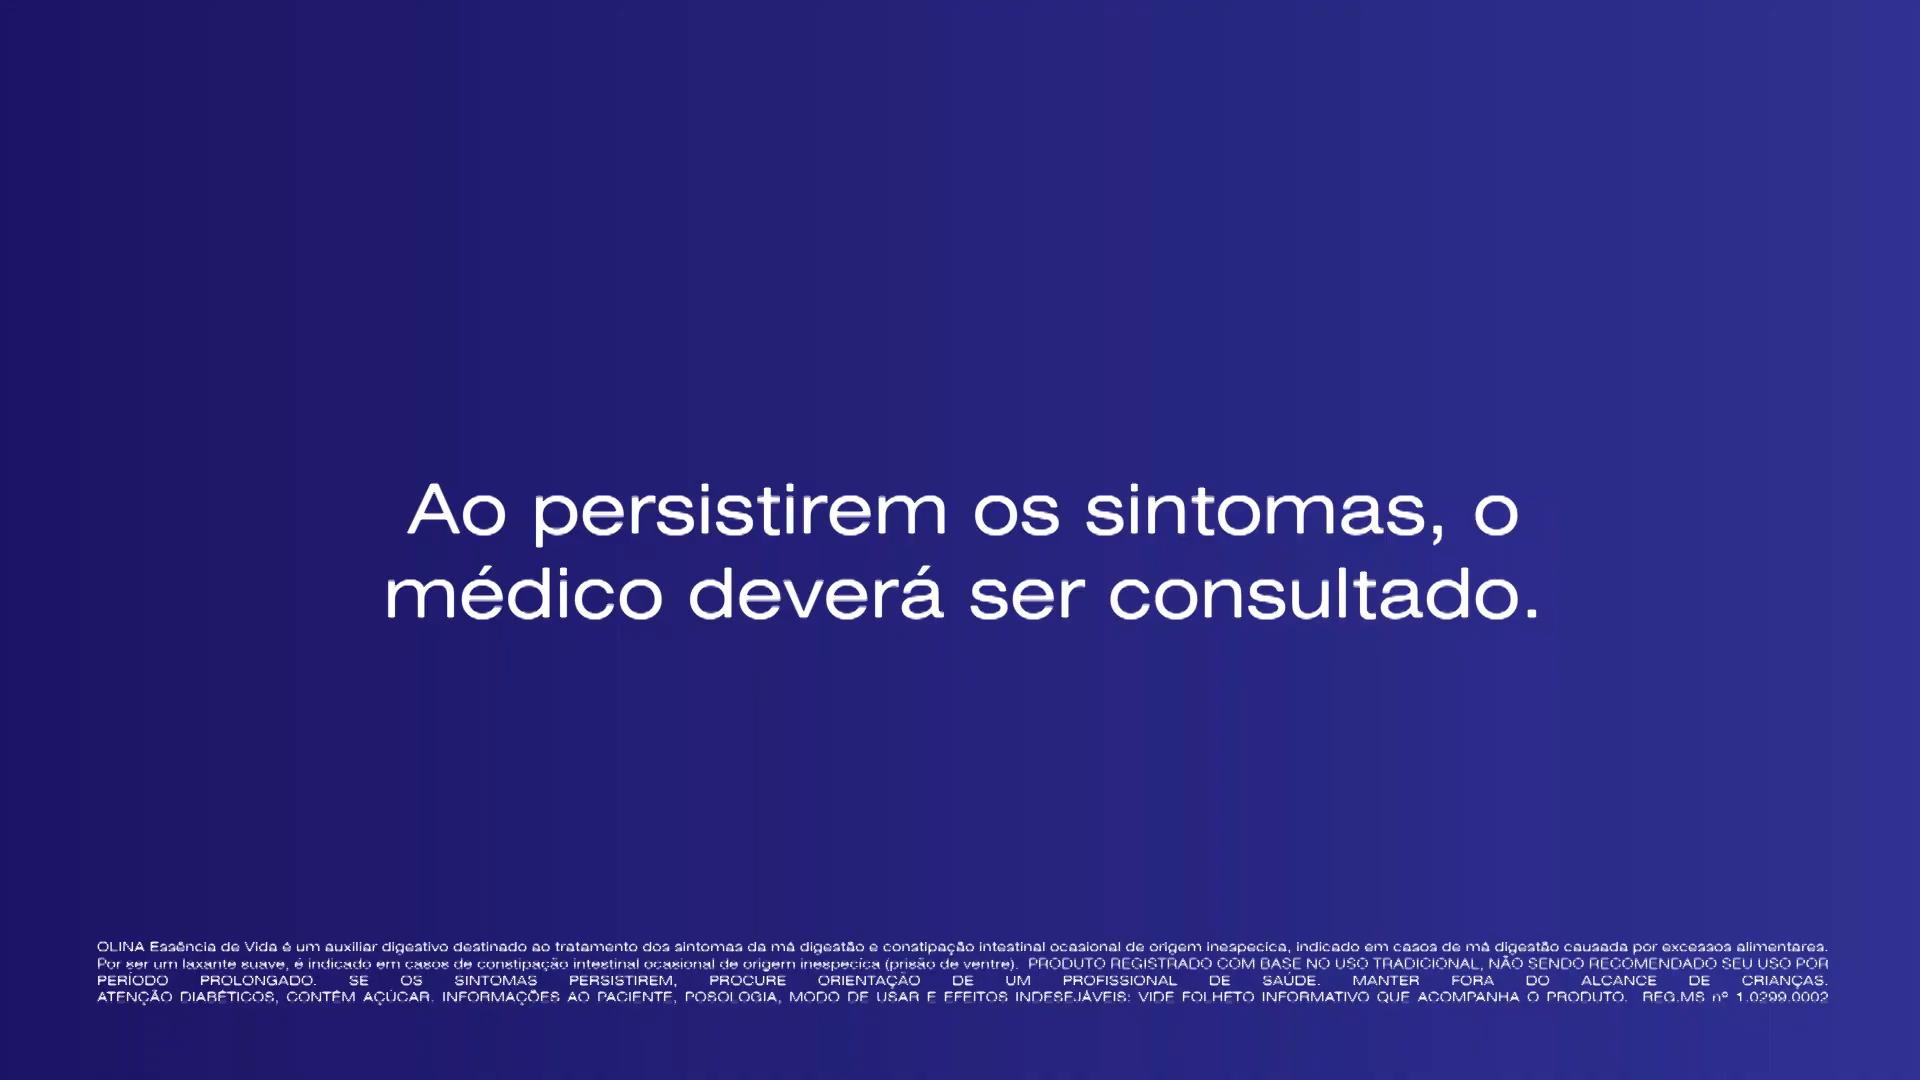 Ao persistirem os sintomas, o
médico deverá ser consultado.
OLINA Essência de Vida é um auxiliar digestivo destinado ao tratamento dos sintomas da má digestão e constipação intestinal ocasional de origem inespecíca, indicado em casos de má digestão causada por excessos alimentares.
Por ser um laxante suave, é indicado em casos de constipação intestinal ocasional de origem inespecíca (prisão de ventre). PRODUTO REGISTRADO COM BASE NO USO TRADICIONAL, NÃO SENDO RECOMENDADO SEU USO POR
PERÍODO PROLONGADO. SE OS SINTOMAS PERSISTIREM, PROCURE ORIENTAÇÃO DE UM PROFISSIONAL DE SAÚDE. MANTER FORA DO ALCANCE DE CRIANÇAS.
ATENÇÃO DIABÉTICOS, CONTÉM AÇÚCAR. INFORMAÇÕES AO PACIENTE, POSOLOGIA, MODO DE USAR E EFEITOS INDESEJÁVEIS: VIDE FOLHETO INFORMATIVO QUE ACOMPANHA O PRODUTO. REG.MS nº 1.0299.0002